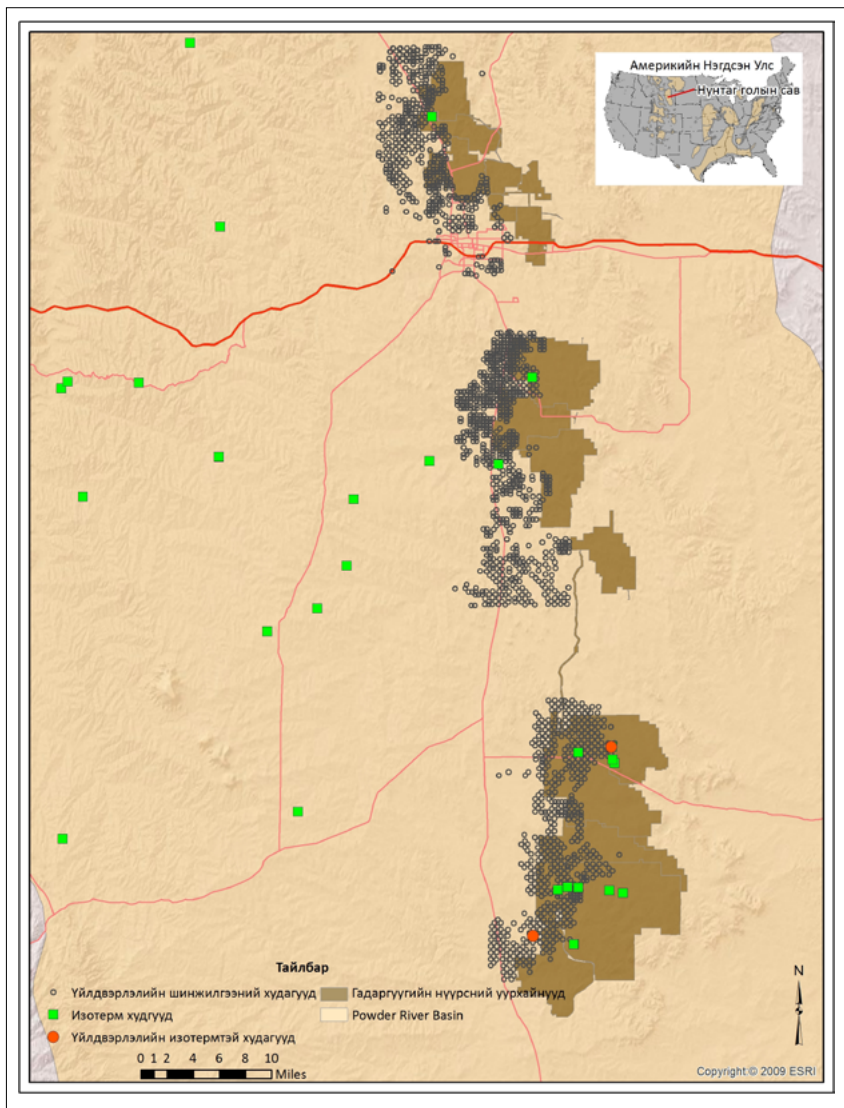 Америкийн Нэгдсэн Улс
Нунтаг голын сав
Тайлбар
Үйлдвэрлэлийн шинжилгээний худагууд
Гадаргуугийн нүүрсний уурхайнууд
Изотерм худгууд
Powder River Basin
Үйлдвэрлэлийн изотермтэй худагууд
0 1 2 4 6 8 10
Miles
N
Copyright © 2009 ESRI